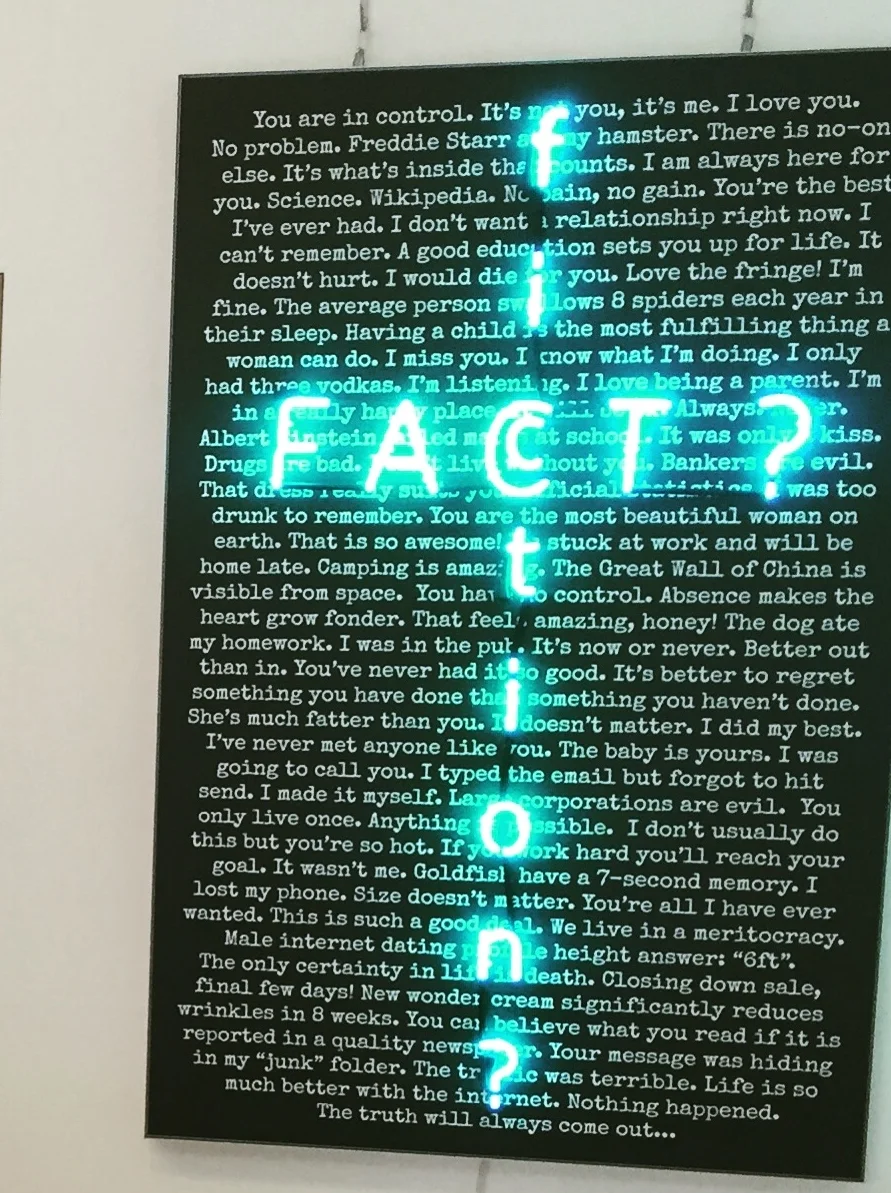 You are in control. It's you, it's me. I love you.
No problem. Freddie Starr my hamster. There is no-on
else. It's what's inside counts. I am always here for
you. Science. Wikipedia. No pain, no gain. You're the best
I've ever had. I don't want a relationship right now. I
can't remember. A good education sets you up for life. It
doesn't hurt. I would die for you. Love the fringe! I'm
fine. The average person swallows 8 spiders each year in
their sleep. Having a child is the most fulfilling thing a
woman can do. I miss you. I know what I'm doing. I only
had three vodkas. I'm listening. I love being a parent. I'm
in a really happy place. Always.
Albert Einstein failed at school. It was only kiss.
Drugs are bad. I without you. Bankers are evil.
That dress really suits you. Official statistics. I was too
drunk to remember. You are the most beautiful woman on
earth. That is so awesome! stuck at work and will be
home late. Camping is amazing. The Great Wall of China is
visible from space. You have no control. Absence makes the
heart grow fonder. That feels amazing, honey! The dog ate
my homework. I was in the pub. It's now or never. Better out
than in. You've never had it so good. It's better to regret
something you have done than something you haven't done.
She's much fatter than you. It doesn't matter. I did my best.
I've never met anyone like you. The baby is yours. I was
going to call you. I typed the email but forgot to hit
send. I made it myself. Large corporations are evil. You
only live once. Anything is possible. I don't usually do
this but you're so hot. If you work hard you'll reach your
goal. It wasn't me. Goldfish have a 7-second memory. I
lost my phone. Size doesn't matter. You're all I have ever
wanted. This is such a good deal. We live in a meritocracy.
Male internet dating profile height answer: "6ft".
The only certainty in life is death. Closing down sale,
final few days! New wonder cream significantly reduces
wrinkles in 8 weeks. You can believe what you read if it is
reported in a quality newspaper. Your message was hiding
in my "junk" folder. The traffic was terrible. Life is so
much better with the internet. Nothing happened.
The truth will always come out...
FACT?
fiction?